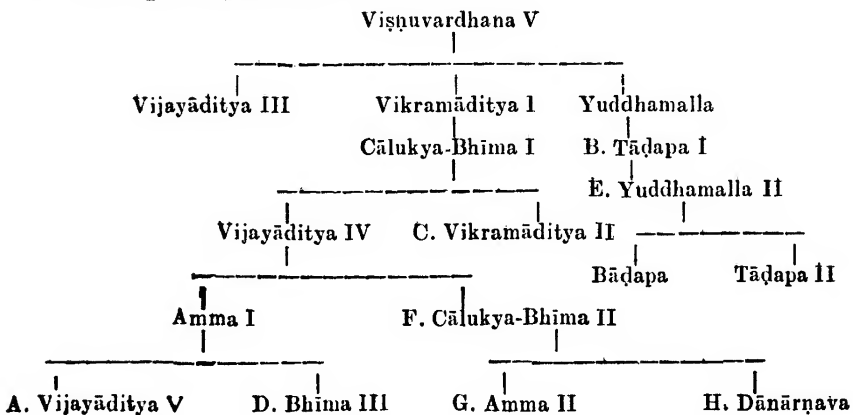 Viṣṇuvardhana V
Vijayāditya III Vikramāditya I Yuddhamalla
Cālukya-Bhīma I B. Tāḍapa I
E. Yuddhamalla II
Vijayāditya IV C. Vikramāditya II
Bāḍapa Tāḍapa II
Amma I F. Cālukya-Bhīma II
A. Vijayāditya V D. Bhīma III G. Amma II H. Dānārṇava